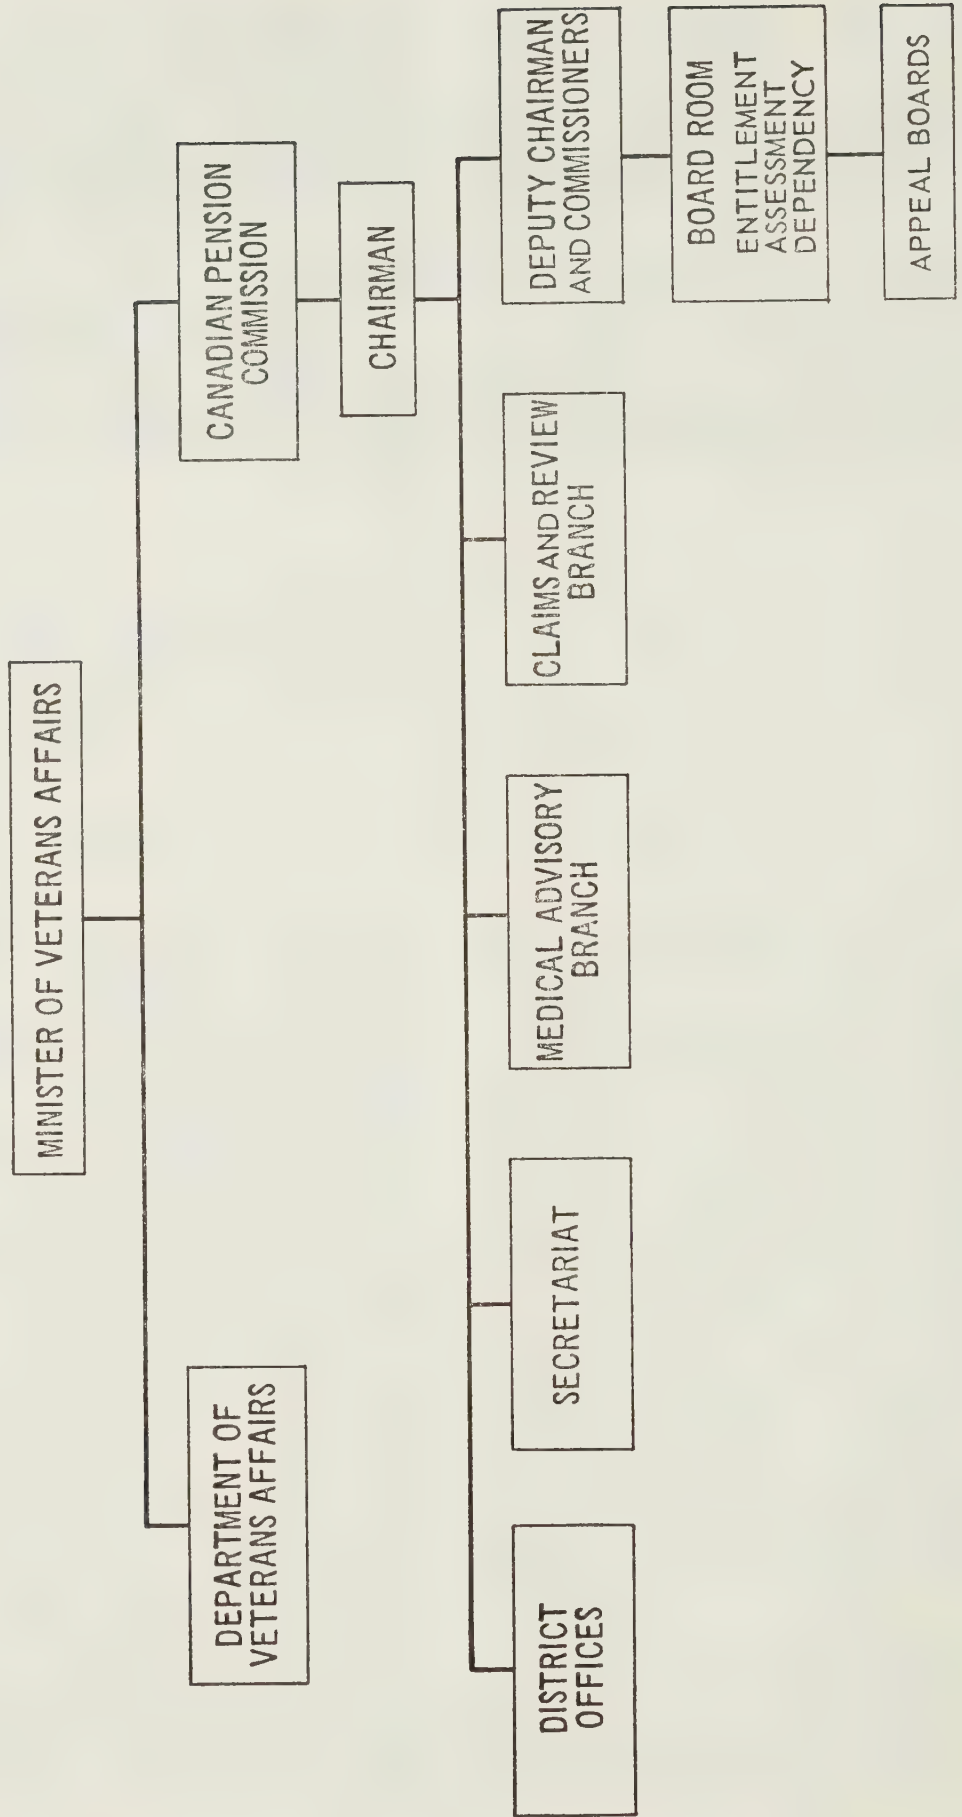 MINISTER OF VETERANS AFFAIRS
DEPARTMENT OF
VETERANS AFFAIRS
CANADIAN PENSION
COMMISSION
CHAIRMAN
DISTRICT
OFFICES
SECRETARIAT
MEDICAL ADVISORY
BRANCH
CLAIMS AND REVIEW
BRANCH
DEPUTY CHAIRMAN
AND COMMISSIONERS
BOARD ROOM
ENTITLEMENT
ASSESSMENT
DEPENDENCY
APPEAL BOARDS